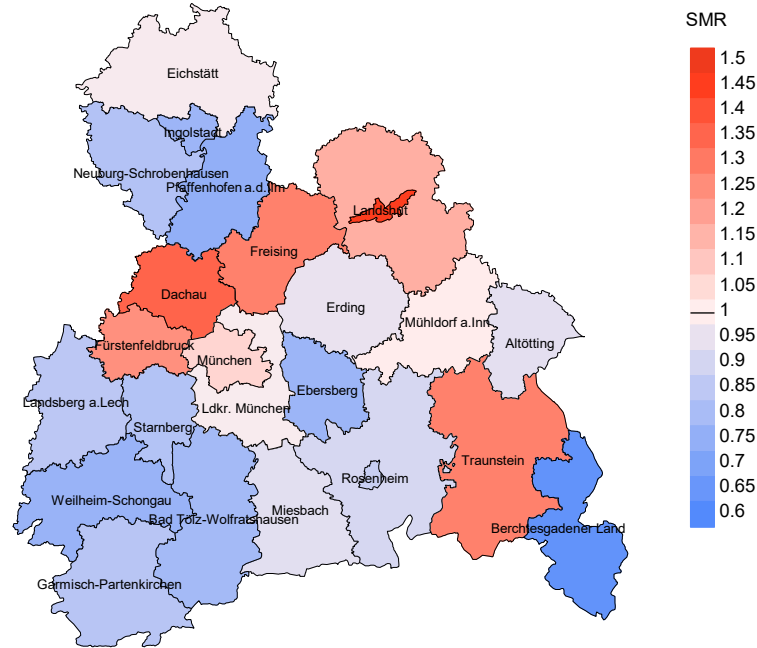 SMR
1.5
1.45
1.4
1.35
1.3
1.25
1.2
1.15
1.1
1.05
1
0.95
0.9
0.85
0.8
0.75
0.7
0.65
0.6
Eichstätt
Ingolstadt
Neuburg-Schrobenhausen
Pfaffenhofen a.d.Ilm
Landshut
Freising
Dachau
Erding
Mühldorf a.Inn
Altötting
Fürstenfeldbruck
München
Ebersberg
Landsberg a.Lech
Ldkr. München
Starnberg
Traunstein
Rosenheim
Weilheim-Schongau
Miesbach
Bad Tölz-Wolfratshausen
Berchtesgadener Land
Garmisch-Partenkirchen